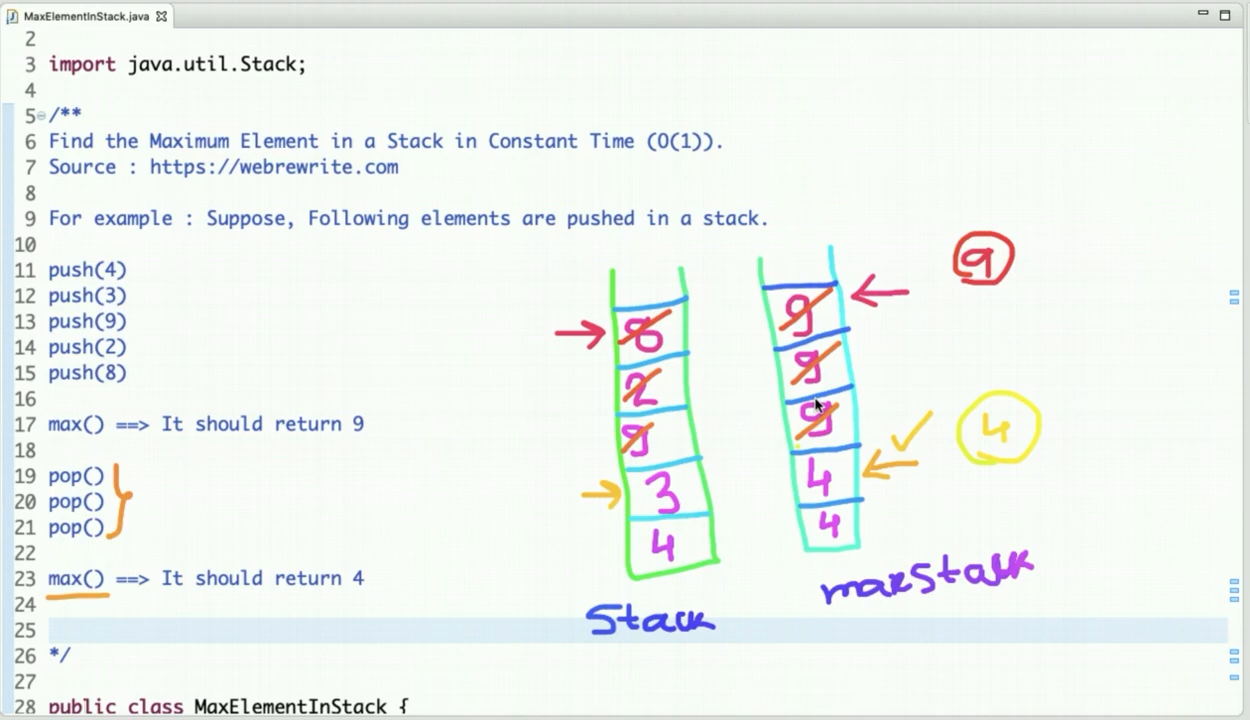 MaxElementInStack.java
2
3 import java.util.Stack;
4
5 /**
6 Find the Maximum Element in a Stack in Constant Time (O(1)).
7 Source : https://webrewrite.com
8
9 For example : Suppose, Following elements are pushed in a stack.
10
11 push(4)
12 push(3)
13 push(9)
14 push(2)
15 push(8)
16
17 max() ==> It should return 9
18
19 pop()
20 pop()
21 pop()
22
23 max() ==> It should return 4
24
25
26 */
27
28 public class MaxElementInStack {
8
2
9
3
4
Stack
9
9
9
4
4
maxStack
9
4